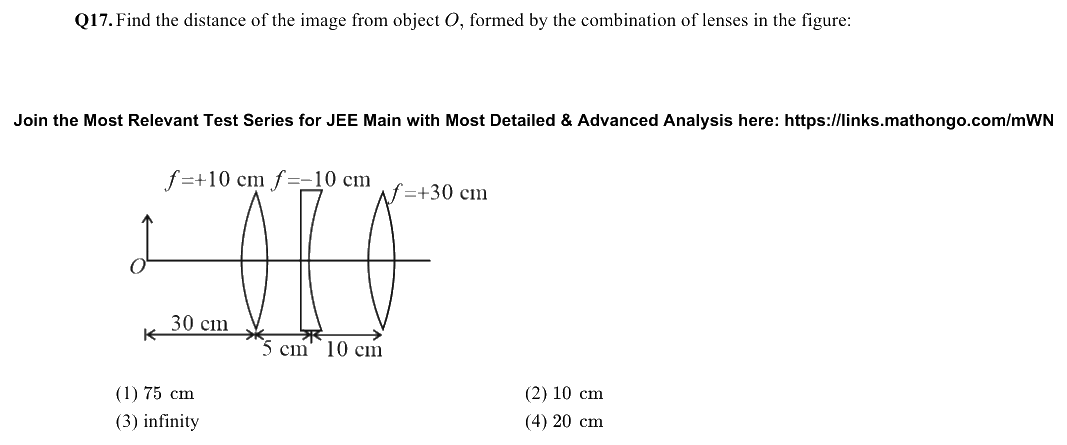 Q17. Find the distance of the image from object O, formed by the combination of lenses in the figure:
Join the Most Relevant Test Series for JEE Main with Most Detailed & Advanced Analysis here: https://links.mathongo.com/mWN
f=+10 cm f=−10 cm
f=+30 cm
O
30 cm
5 cm 10 cm
(1) 75 cm (2) 10 cm
(3) infinity (4) 20 cm